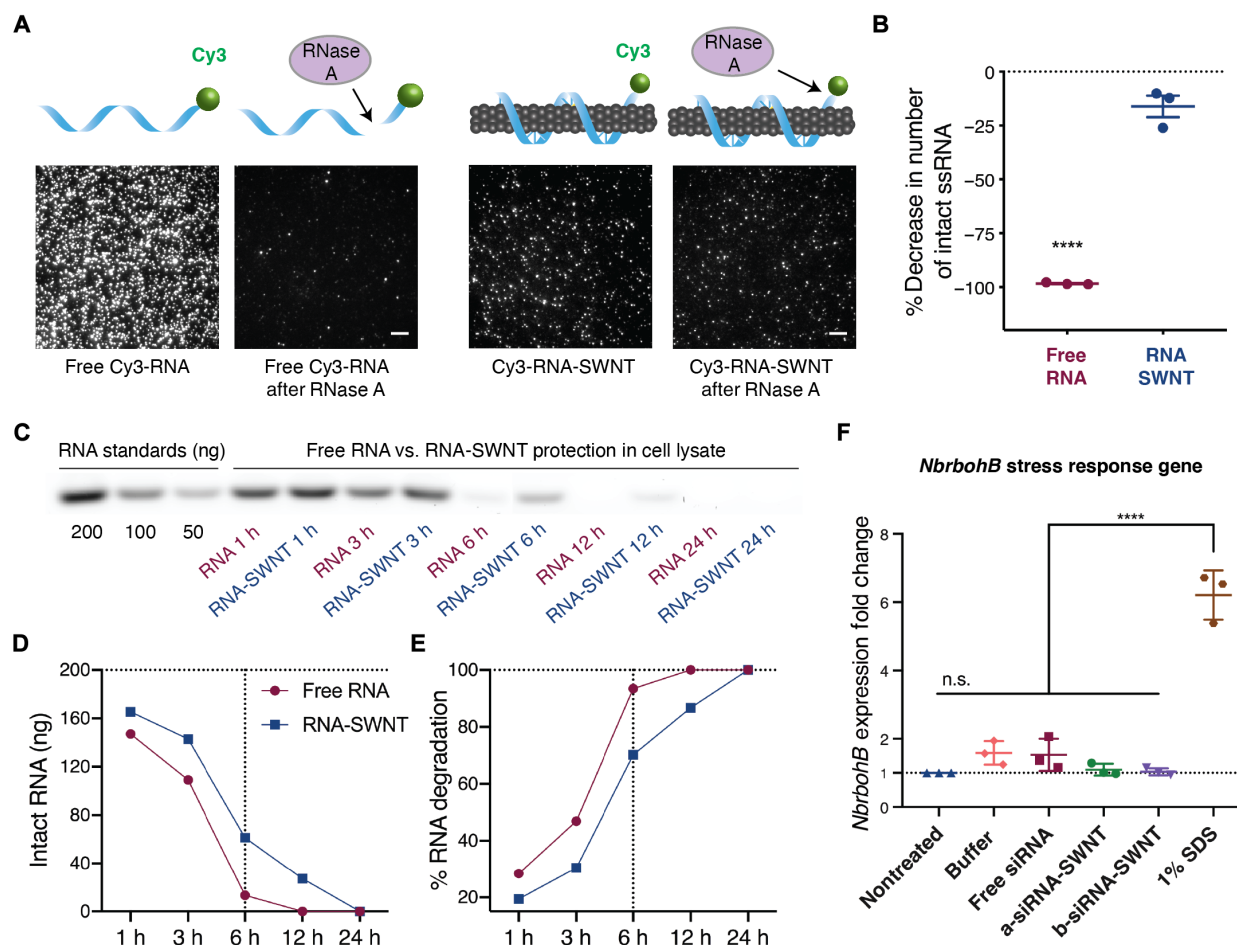 A
Cy3
RNase
A
Cy3
RNase
A
Free Cy3-RNA
Free Cy3-RNA
after RNase A
Cy3-RNA-SWNT
Cy3-RNA-SWNT
after RNase A
B
% Decrease in number
of intact ssRNA
0
−25
−50
−75
−100
****
Free
RNA
RNA
SWNT
C
RNA standards (ng)
Free RNA vs. RNA-SWNT protection in cell lysate
200
100
50
RNA 1 h
RNA-SWNT 1 h
RNA 3 h
RNA-SWNT 3 h
RNA 6 h
RNA-SWNT 6 h
RNA 12 h
RNA-SWNT 12 h
RNA 24 h
RNA-SWNT 24 h
D
Intact RNA (ng)
200
160
120
80
40
0
Free RNA
RNA-SWNT
1 h
3 h
6 h
12 h
24 h
E
% RNA degradation
100
80
60
40
20
1 h
3 h
6 h
12 h
24 h
F
NbrbohB stress response gene
NbrbohB expression fold change
8
6
4
2
1
0
n.s.
****
Nontreated
Buffer
Free siRNA
a-siRNA-SWNT
b-siRNA-SWNT
1% SDS